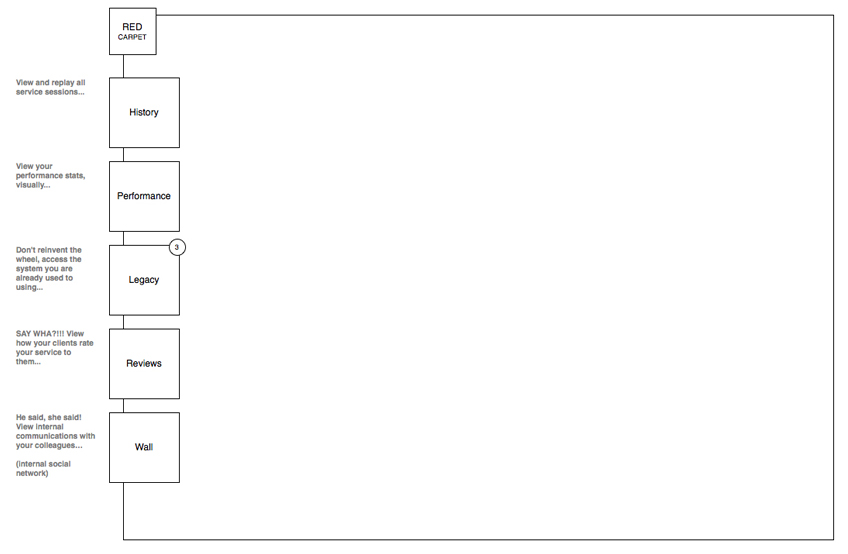 RED
CARPET
View and replay all
service sessions...
History
View your
performance stats,
visually...
Performance
Don't reinvent the
wheel, access the
system you are
already used to
using...
3
Legacy
SAY WHA?!!! View
how your clients rate
your service to
them...
Reviews
He said, she said!
View internal
communications with
your colleagues...
(internal social
network)
Wall